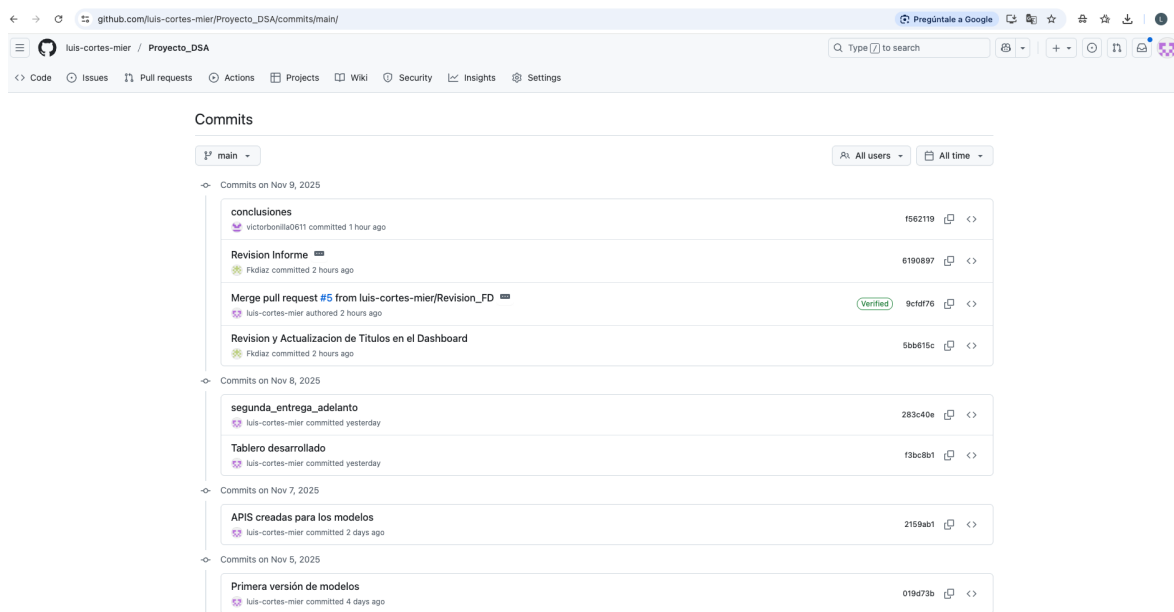 github.com/luis-cortes-mier/Proyecto_DSA/commits/main/
Pregúntale a Google
L
luis-cortes-mier / Proyecto_DSA
Type / to search
Code Issues Pull requests Actions Projects Wiki Security Insights Settings
Commits
main
All users
All time
Commits on Nov 9, 2025
conclusiones
f562119
victorbonilla0611 committed 1 hour ago
Revision Informe
6190897
Fkdiaz committed 2 hours ago
Merge pull request #5 from luis-cortes-mier/Revision_FD
Verified
9cfdf76
luis-cortes-mier authored 2 hours ago
Revision y Actualizacion de Titulos en el Dashboard
5bb615c
Fkdiaz committed 2 hours ago
Commits on Nov 8, 2025
segunda_entrega_adelanto
283c40e
luis-cortes-mier committed yesterday
Tablero desarrollado
f3bc8b1
luis-cortes-mier committed yesterday
Commits on Nov 7, 2025
APIS creadas para los modelos
2159ab1
luis-cortes-mier committed 2 days ago
Commits on Nov 5, 2025
Primera versión de modelos
019d73b
luis-cortes-mier committed 4 days ago